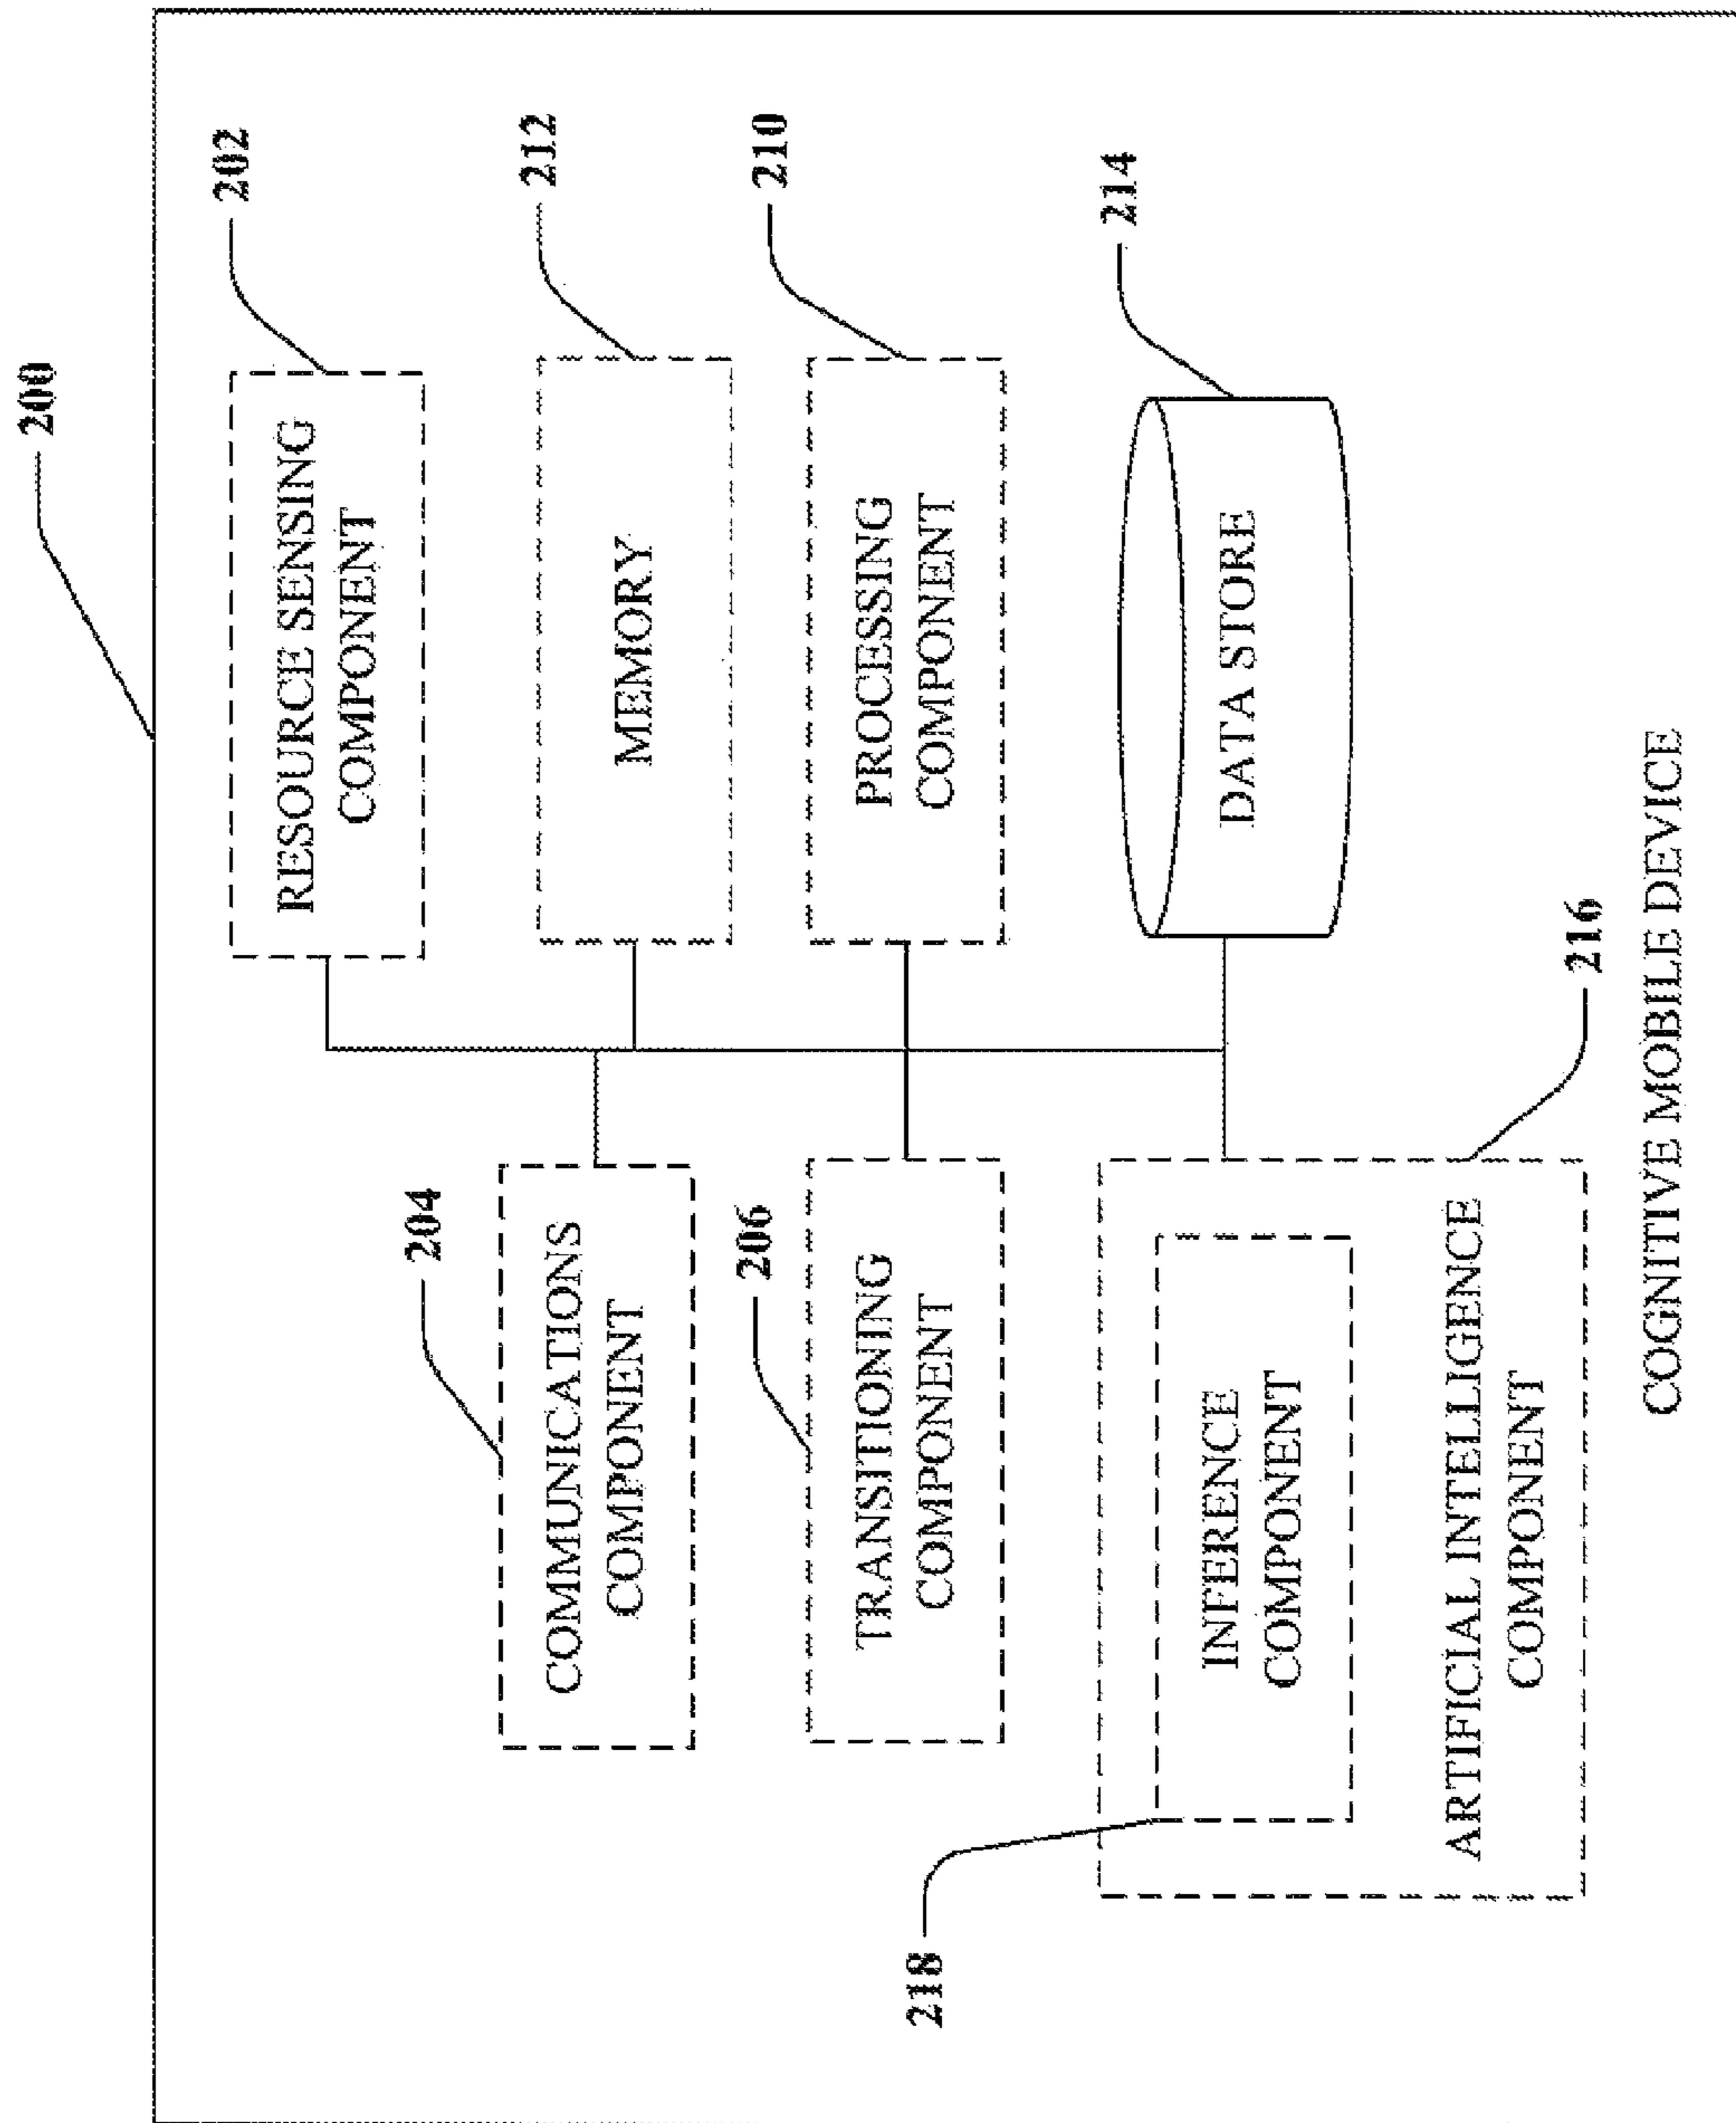 200
202
RESOURCE SENSING
COMPONENT
212
MEMORY
210
PROCESSING
COMPONENT
214
DATA STORE
204
COMMUNICATIONS
COMPONENT
206
TRANSITIONING
COMPONENT
216
218
INFERENCE
COMPONENT
ARTIFICIAL INTELLIGENCE
COMPONENT
COGNITIVE MOBILE DEVICE